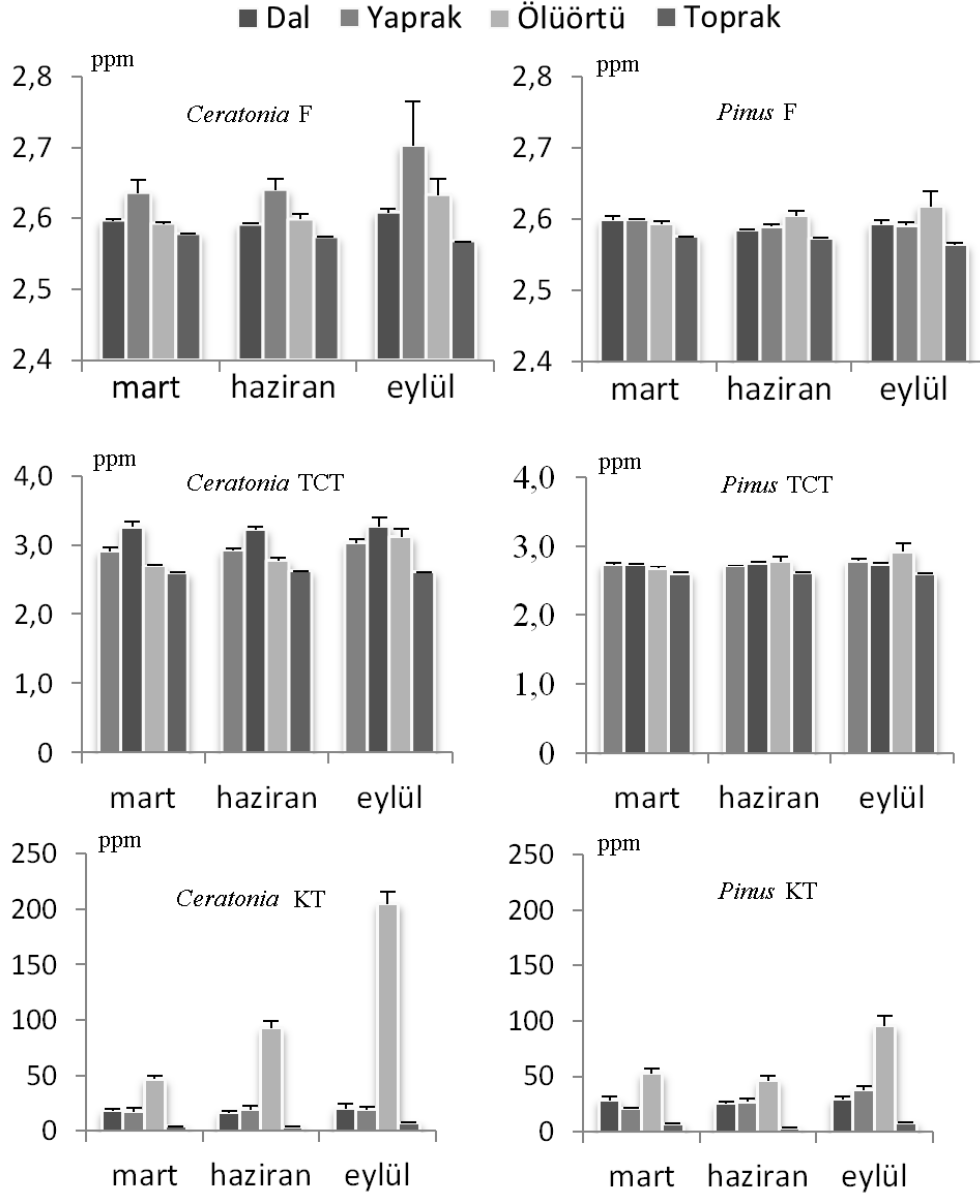 Dal Yaprak Ölüörtü Toprak
ppm ppm
2,8 2,8
Ceratonia F Pinus F
2,7 2,7
2,6 2,6
2,5 2,5
2,4 2,4
mart haziran eylül mart haziran eylül
ppm ppm
4,0 4,0
Ceratonia TCT Pinus TCT
3,0 3,0
2,0 2,0
1,0 1,0
0 0
mart haziran eylül mart haziran eylül
ppm ppm
250 250
Ceratonia KT Pinus KT
200 200
150 150
100 100
50 50
0 0
mart haziran eylül mart haziran eylül